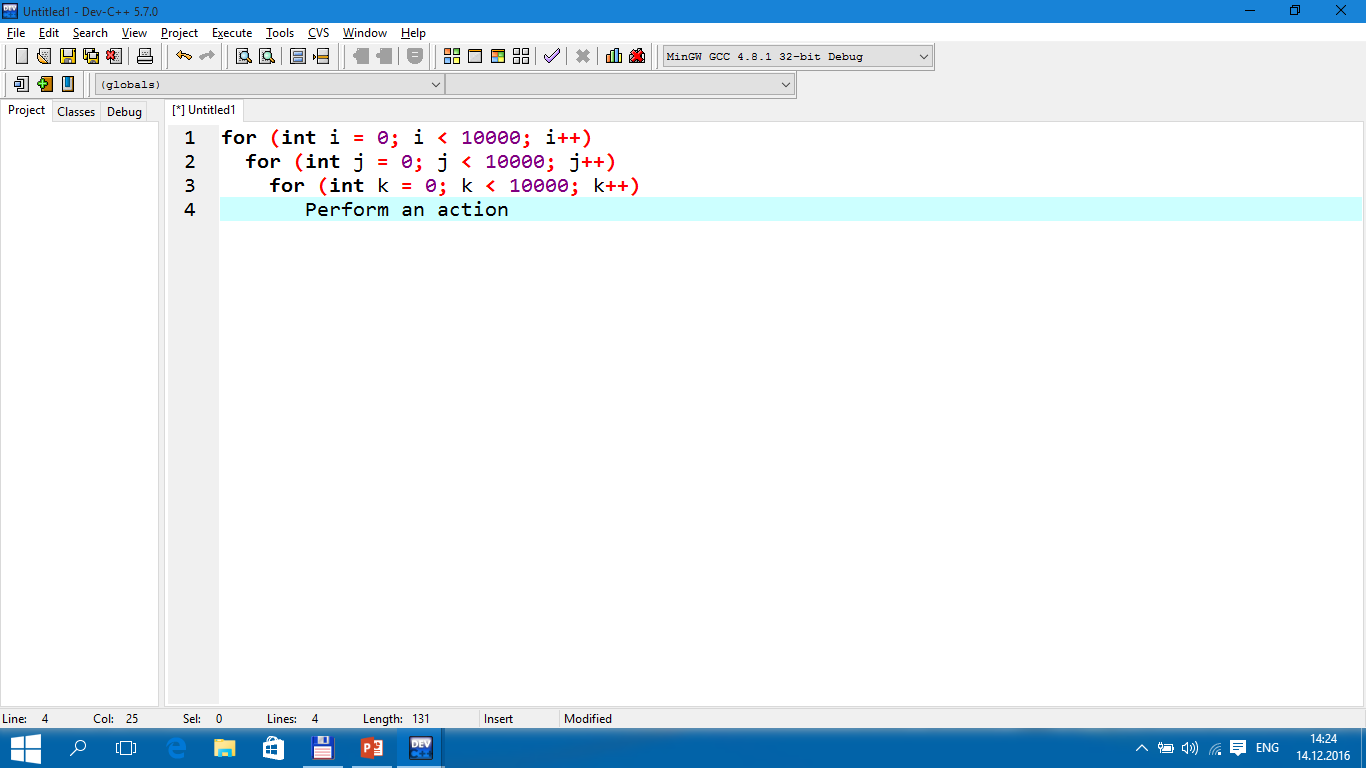 Untitled1 - Dev-C++ 5.7.0
File Edit Search View Project Execute Tools CVS Window Help
MinGW GCC 4.8.1 32-bit Debug
(globals)
Project Classes Debug
[*] Untitled1
1 for (int i = 0; i < 10000; i++)
2 for (int j = 0; j < 10000; j++)
3 for (int k = 0; k < 10000; k++)
4 Perform an action
Line: 4 Col: 25 Sel: 0 Lines: 4 Length: 131 Insert Modified
DEV C++
ENG
14:24
14.12.2016